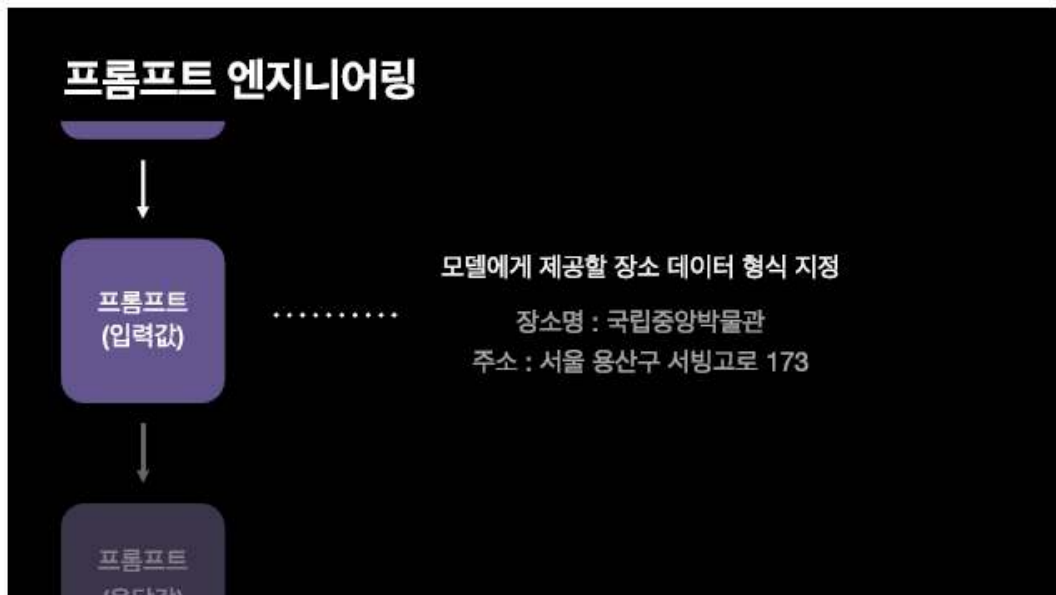 프롬프트 엔지니어링
프롬프트
(입력값)
모델에게 제공할 장소 데이터 형식 지정
장소명 : 국립중앙박물관
주소 : 서울 용산구 서빙고로 173
프롬프트